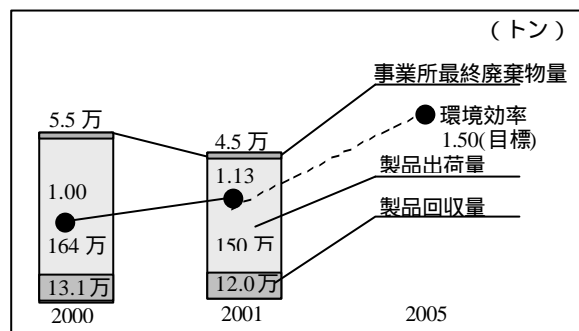 (トン)
事業所最終廃棄物量
5.5 万
4.5 万
環境効率
1.50(目標)
1.00
1.13
製品出荷量
164 万
150 万
製品回収量
13.1万
12.0 万
2000
2001
2005